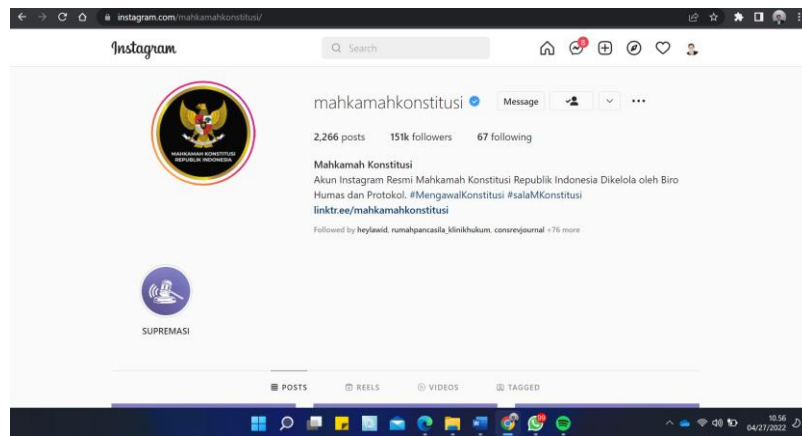 instagram.com/mahkamahkonstitusi/
Instagram
Search
8
mahkamahkonstitusi
Message
2,266 posts 151k followers 67 following
MAHKAMAH KONSTITUSI
REPUBLIK INDONESIA
Mahkamah Konstitusi
Akun Instagram Resmi Mahkamah Konstitusi Republik Indonesia Dikelola oleh Biro
Humas dan Protokol. #MengawalKonstitusi #salaMKonstitusi
linktr.ee/mahkamahkonstitusi
Followed by heylawid, rumahpancasila_klinikhukum, consrevjournal +76 more
SUPREMASI
POSTS REELS VIDEOS TAGGED
99
10.56
04/27/2022